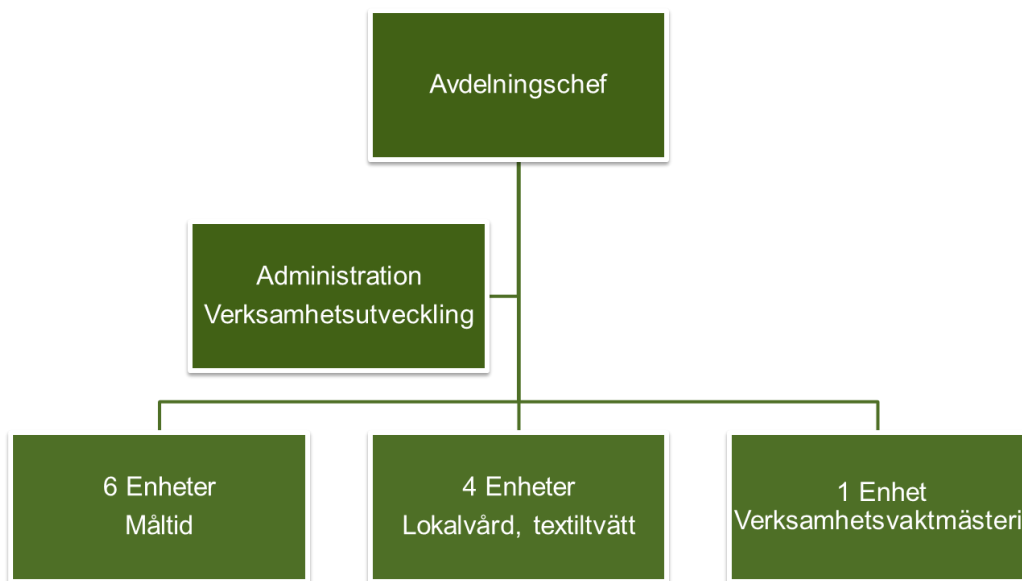 Avdelningschef
Administration
Verksamhetsutveckling
6 Enheter
Måltid
4 Enheter
Lokalvård, textiltvätt
1 Enhet
Verksamhetsvaktmästeri